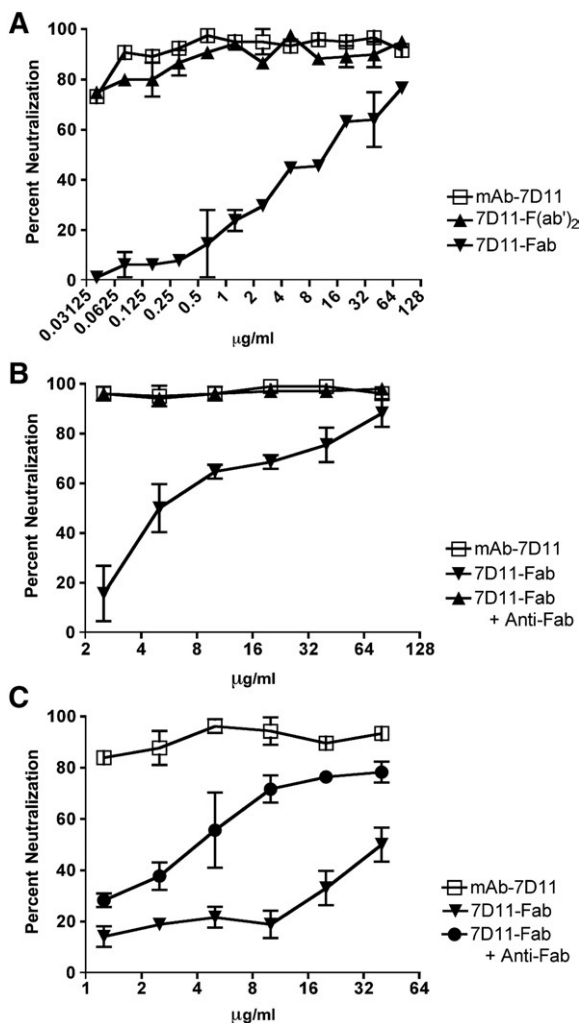 A
Percent Neutralization
100
80
60
40
20
0
0.03125
0.0625
0.125
0.25
0.5
1
2
4
8
16
32
64
128
μg/ml
mAb-7D11
7D11-F(ab')2
7D11-Fab
B
Percent Neutralization
100
80
60
40
20
0
2
4
8
16
32
64
128
μg/ml
mAb-7D11
7D11-Fab
7D11-Fab
+ Anti-Fab
C
Percent Neutralization
100
80
60
40
20
0
1
2
4
8
16
32
64
μg/ml
mAb-7D11
7D11-Fab
7D11-Fab
+ Anti-Fab